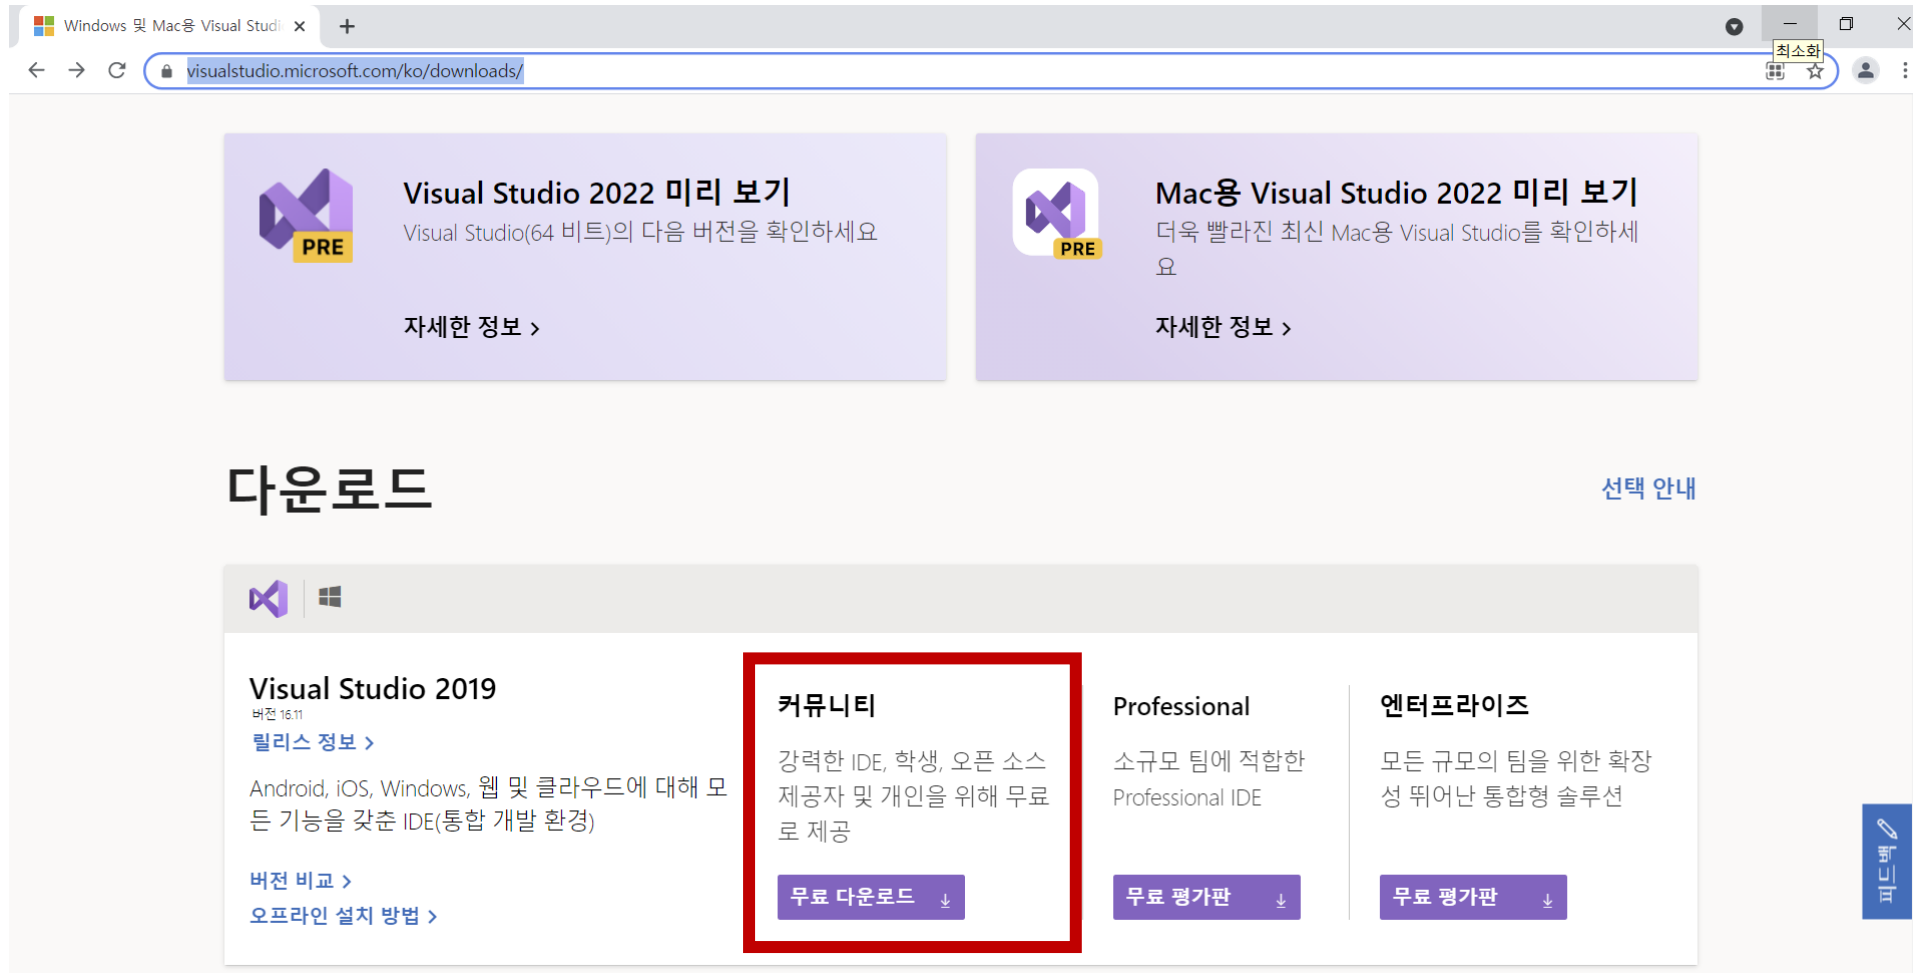 Windows 및 Mac용 Visual Studi
최소화
visualstudio.microsoft.com/ko/downloads/
Visual Studio 2022 미리 보기
Visual Studio(64 비트)의 다음 버전을 확인하세요
PRE
자세한 정보 >
Mac용 Visual Studio 2022 미리 보기
더욱 빨라진 최신 Mac용 Visual Studio를 확인하세
요
PRE
자세한 정보 >
다운로드
선택 안내
Visual Studio 2019
버전 16.11
릴리스 정보 >
Android, iOS, Windows, 웹 및 클라우드에 대해 모
든 기능을 갖춘 IDE(통합 개발 환경)
버전 비교 >
오프라인 설치 방법 >
커뮤니티
강력한 IDE, 학생, 오픈 소스
제공자 및 개인을 위해 무료
로 제공
무료 다운로드
Professional
소규모 팀에 적합한
Professional IDE
무료 평가판
엔터프라이즈
모든 규모의 팀을 위한 확장
성 뛰어난 통합형 솔루션
무료 평가판
피드백